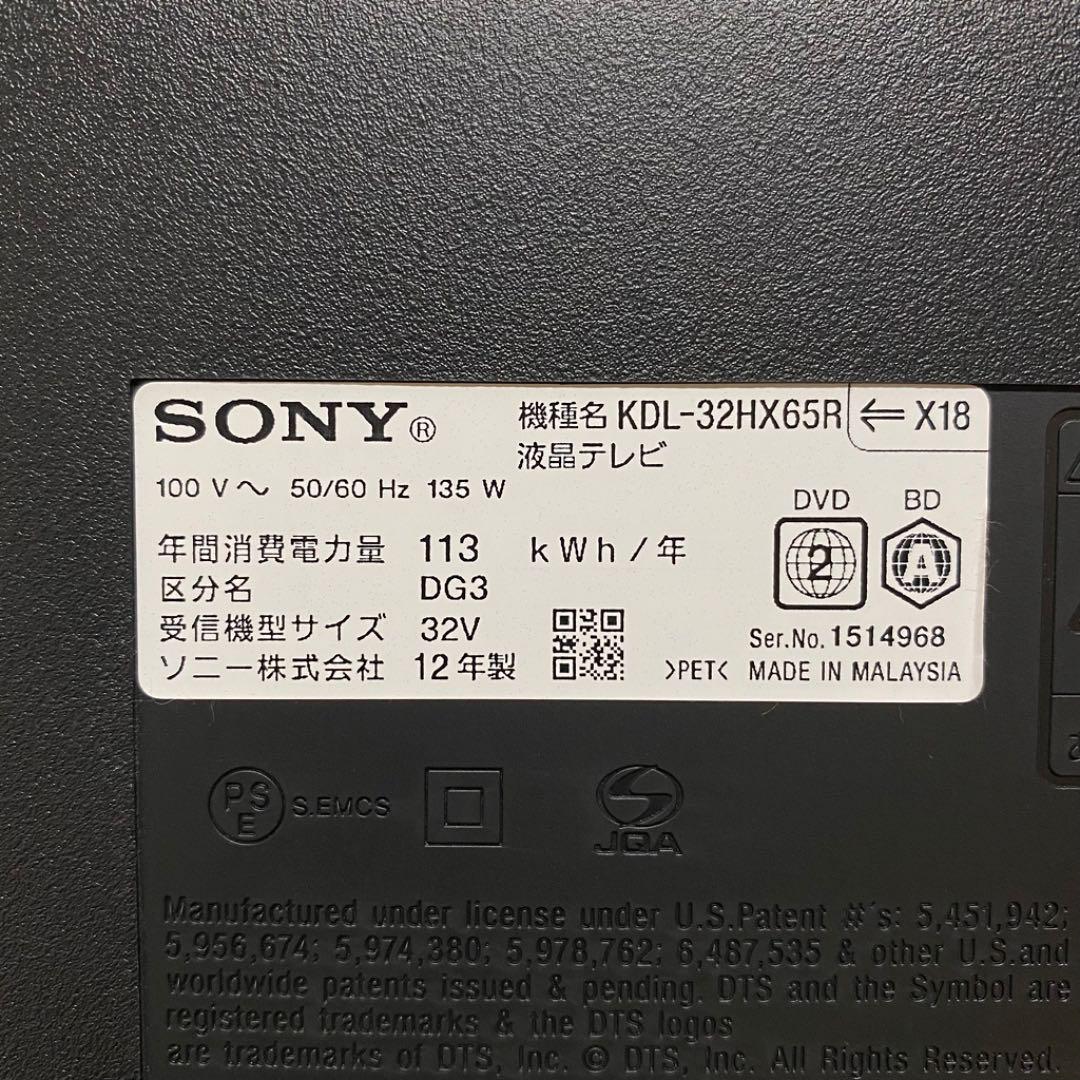 SONY®
機種名 KDL-32HX65R ⇐ X18
液晶テレビ
100 V～ 50/60 Hz 135 W
DVD BD
2 A
年間消費電力量 113 kWh/年
区分名 DG3
受信機型サイズ 32V
Ser.No. 1514968
ソニー株式会社 12年製
>PET< MADE IN MALAYSIA
PSE S.EMCS
JQA
Manufactured under license under U.S.Patent #'s: 5,451,942;
5,956,674; 5,974,380; 5,978,762; 6,487,535 & other U.S.and
worldwide patents issued & pending. DTS and the Symbol are
registered trademarks & the DTS logos
are trademarks of DTS, Inc. © DTS, Inc. All Rights Reserved.